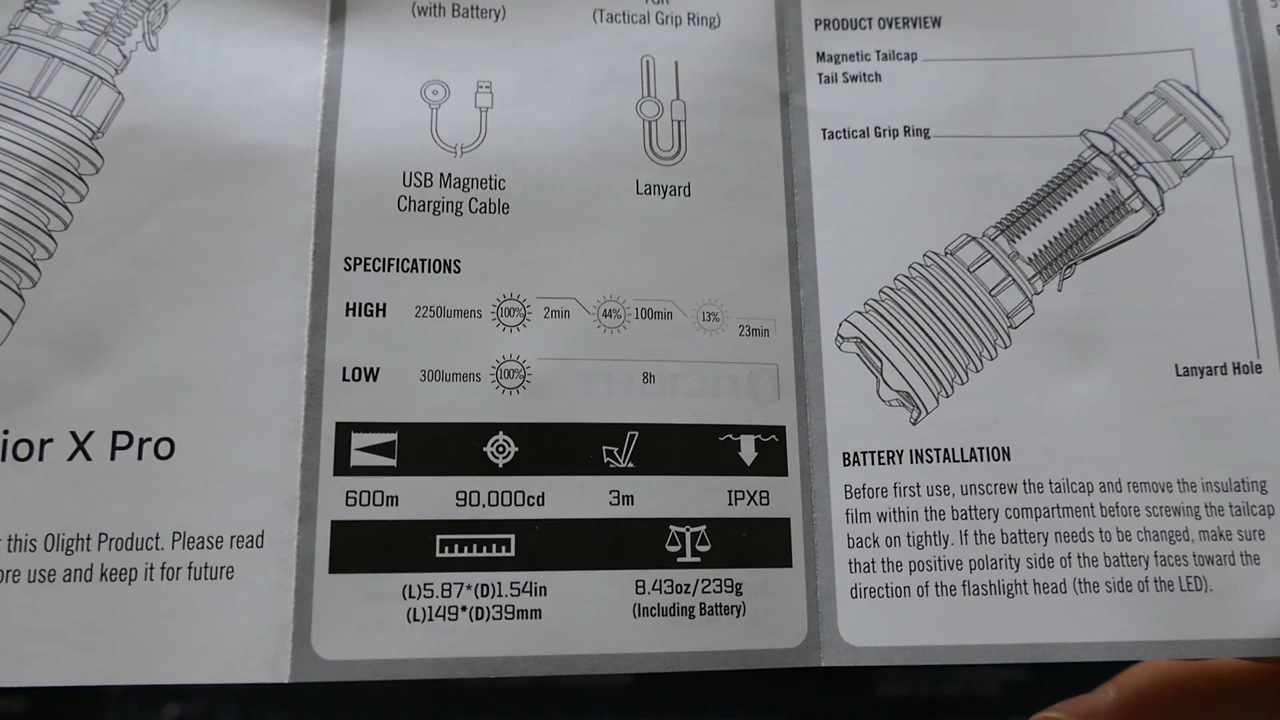 ior X Pro
this Olight Product. Please read
ore use and keep it for future
(with Battery)
(Tactical Grip Ring)
USB Magnetic
Charging Cable
Lanyard
SPECIFICATIONS
HIGH 2250lumens 100% 2min 44% 100min 13% 23min
LOW 300lumens 100% 8h
600m 90,000cd 3m IPX8
(L)5.87*(D)1.54in
(L)149*(D)39mm
8.43oz/239g
(Including Battery)
PRODUCT OVERVIEW
Magnetic Tailcap
Tail Switch
Tactical Grip Ring
Lanyard Hole
BATTERY INSTALLATION
Before first use, unscrew the tailcap and remove the insulating
film within the battery compartment before screwing the tailcap
back on tightly. If the battery needs to be changed, make sure
that the positive polarity side of the battery faces toward the
direction of the flashlight head (the side of the LED).